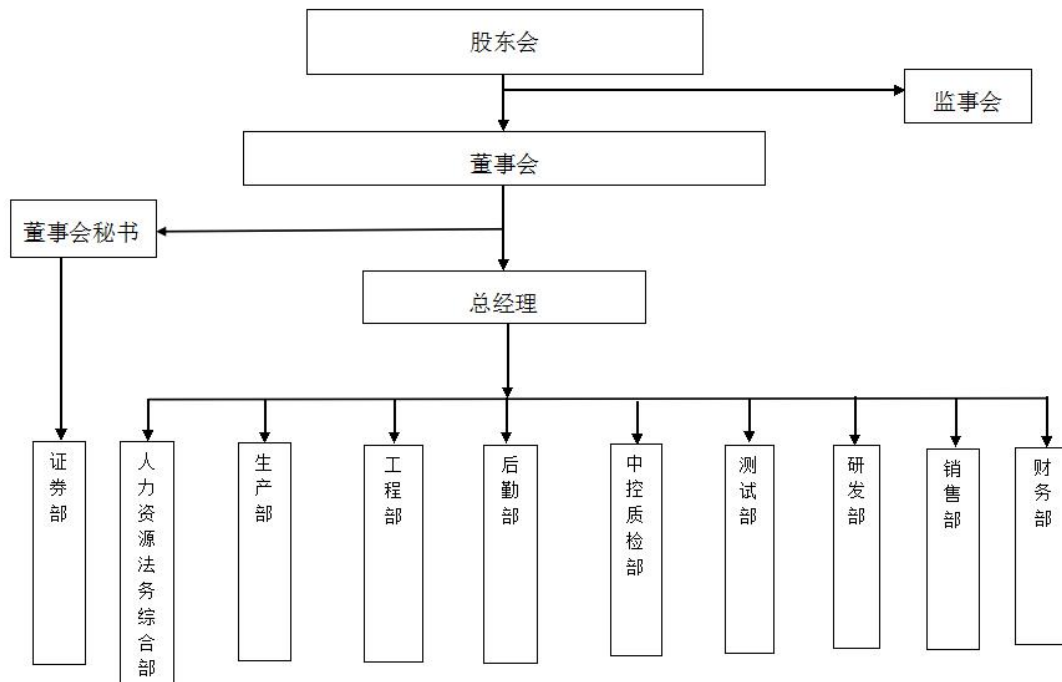 股东会
监事会
董事会
董事会秘书
总经理
证券部
人力资源法务综合部
生产部
工程部
后勤部
中控质检部
测试部
研发部
销售部
财务部